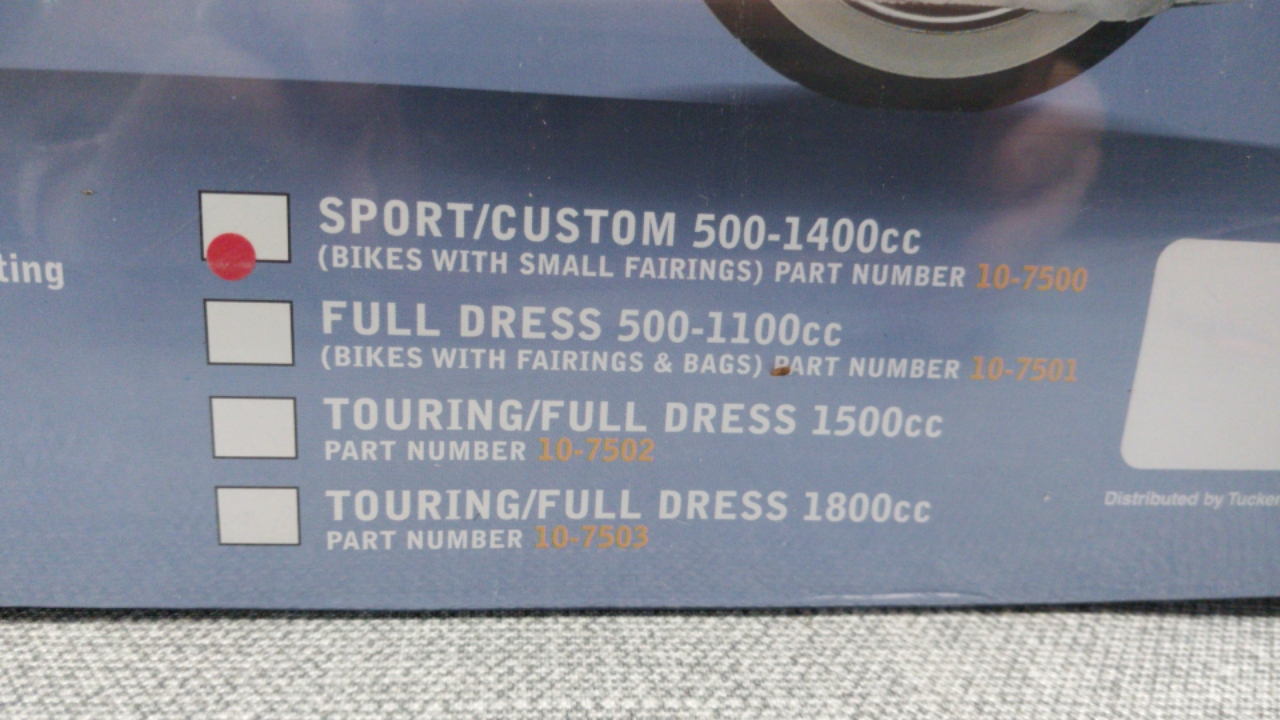 ting
SPORT/CUSTOM 500-1400cc
(BIKES WITH SMALL FAIRINGS) PART NUMBER 10-7500
FULL DRESS 500-1100cc
(BIKES WITH FAIRINGS & BAGS) PART NUMBER 10-7501
TOURING/FULL DRESS 1500cc
PART NUMBER 10-7502
TOURING/FULL DRESS 1800cc
PART NUMBER 10-7503
Distributed by Tucker